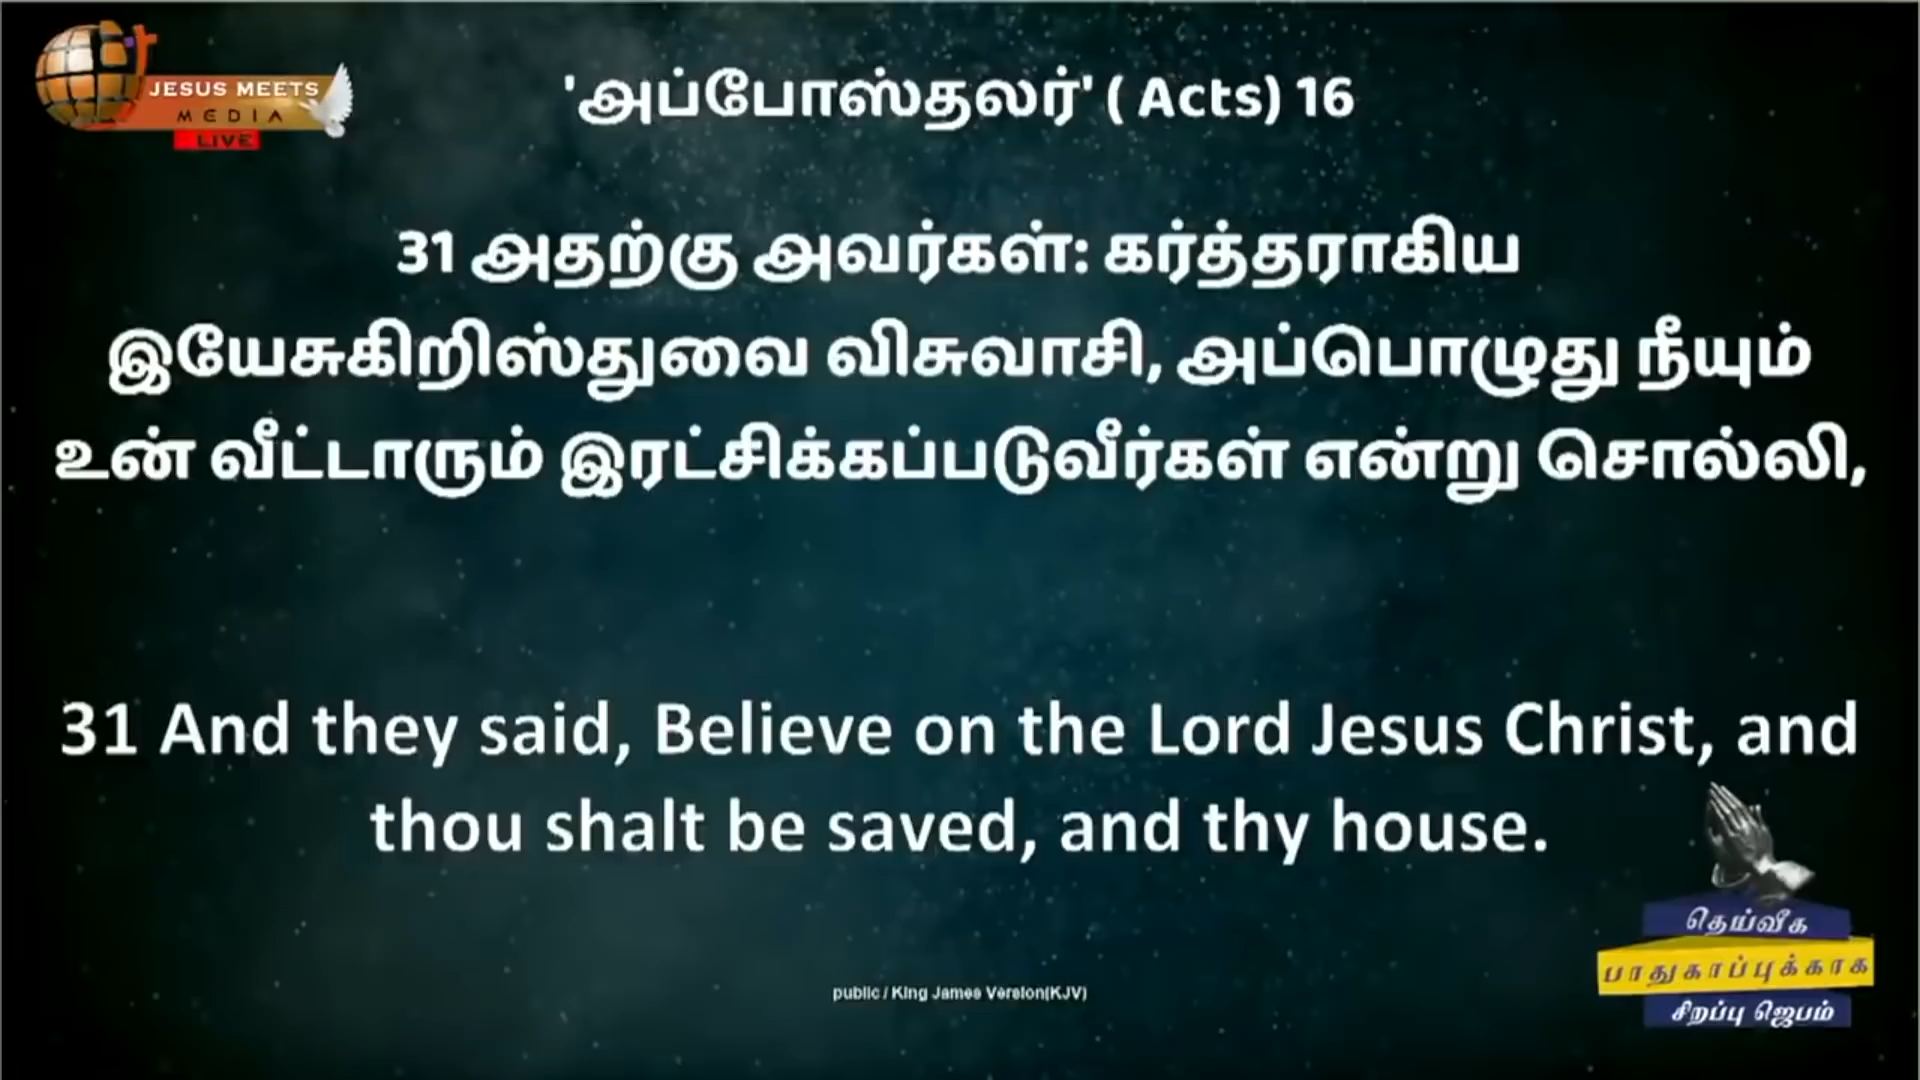 JESUS MEETS
MEDIA
LIVE
'அப்போஸ்தலர்' ( Acts) 16
31 அதற்கு அவர்கள்: கர்த்தராகிய
இயேசுகிறிஸ்துவை விசுவாசி, அப்பொழுது நீயும்
உன் வீட்டாரும் இரட்சிக்கப்படுவீர்கள் என்று சொல்லி,
31 And they said, Believe on the Lord Jesus Christ, and
thou shalt be saved, and thy house.
தெய்வீக
பாதுகாப்புக்காக
சிறப்பு ஜெபம்
public / King James Version(KJV)